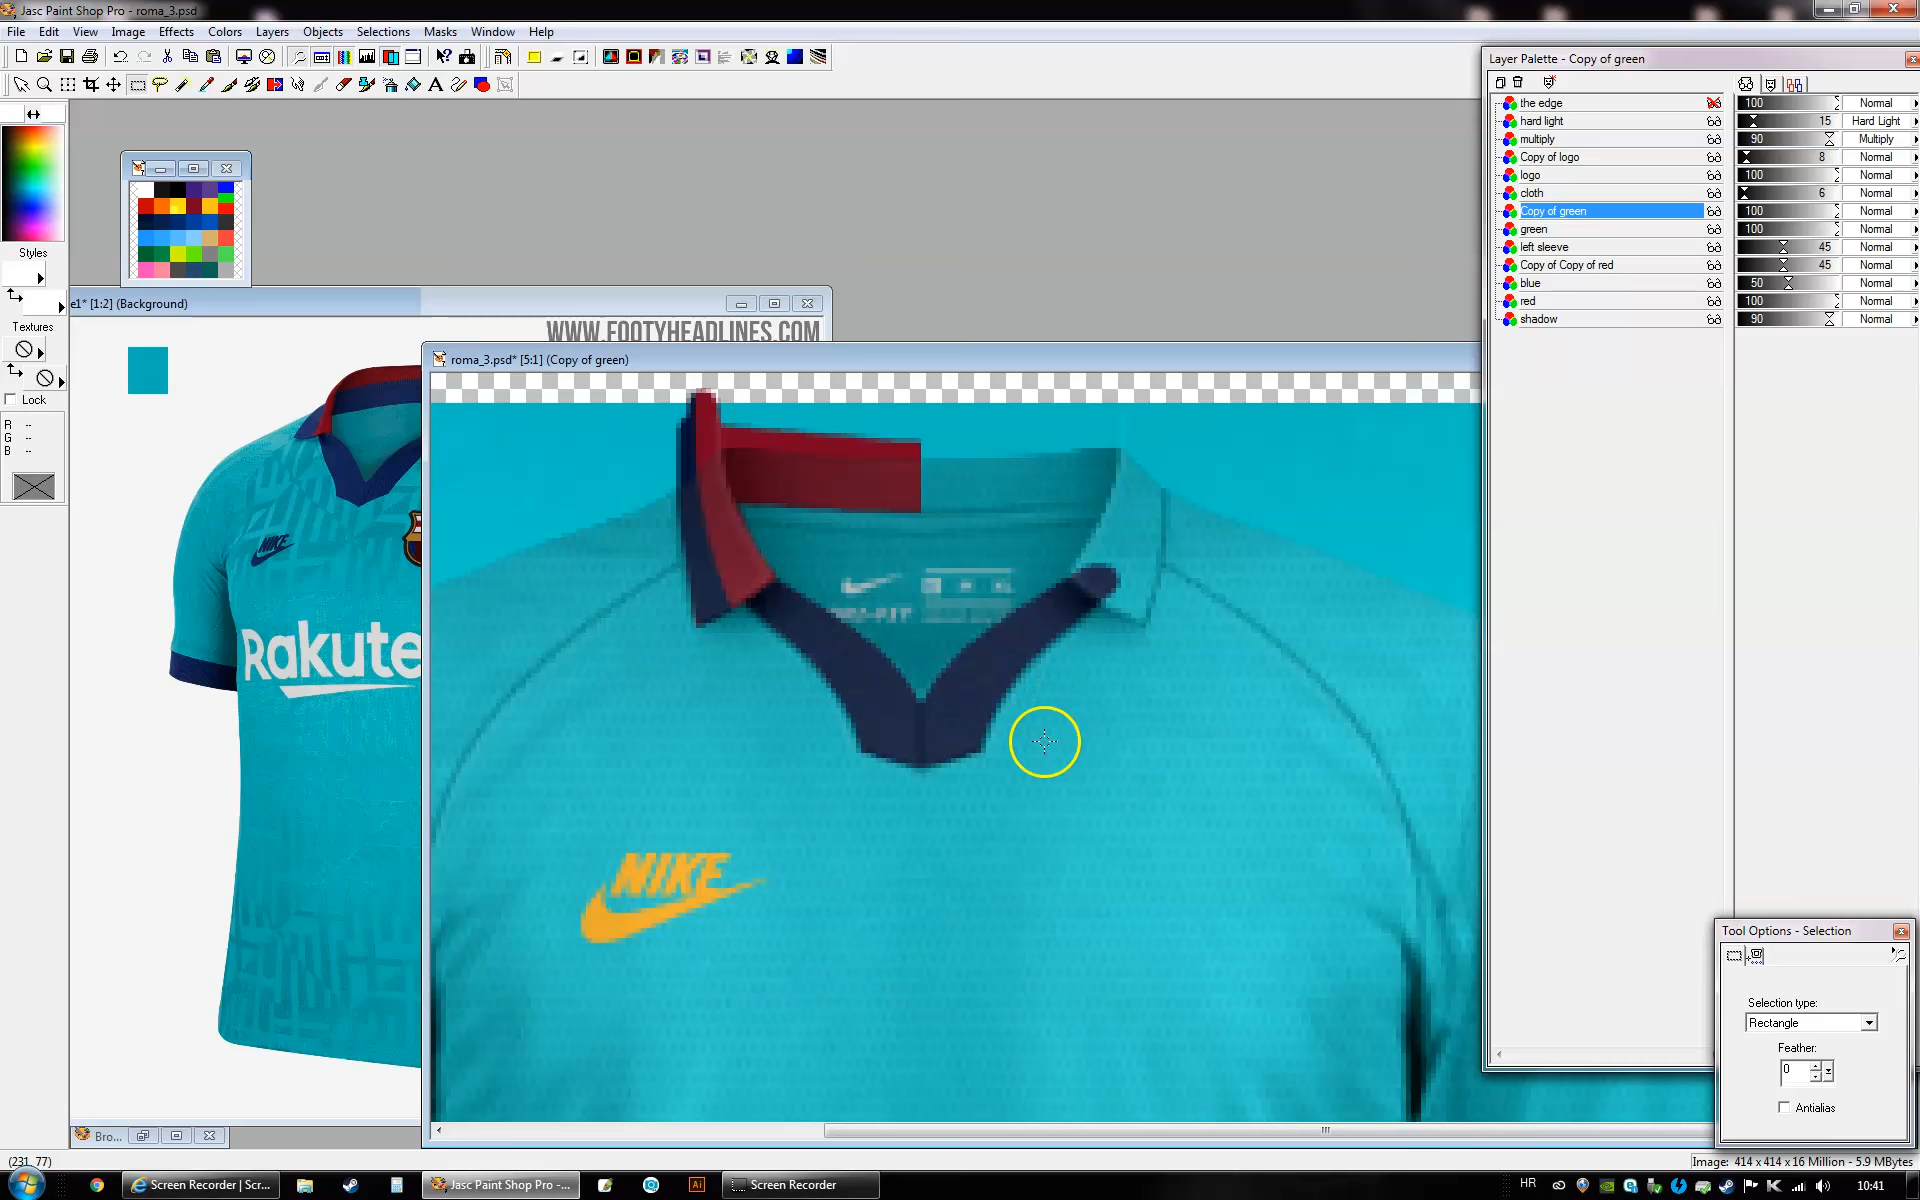 Jasc Paint Shop Pro - roma_3.psd
File Edit View Image Effects Colors Layers Objects Selections Masks Window Help
Layer Palette - Copy of green
the edge 100 Normal
hard light 15 Hard Light
multiply 90 Multiply
Copy of logo 8 Normal
logo 100 Normal
cloth 6 Normal
Copy of green 100 Normal
green 100 Normal
left sleeve 45 Normal
Copy of Copy of red 45 Normal
blue 50 Normal
red 100 Normal
shadow 90 Normal
Styles
Textures
Lock
R --
G --
B --
e1* [1:2] (Background)
WWW.FOOTYHEADLINES.COM
roma_3.psd* [5:1] (Copy of green)
NIKE
Rakute
NIKE
Tool Options - Selection
Selection type:
Rectangle
Feather:
0
Antialias
Bro...
(231, 77)
Image: 414 x 414 x 16 Million - 5.9 MBytes
Screen Recorder | Scr...
Jasc Paint Shop Pro -...
Ai
Screen Recorder
HR
10:41